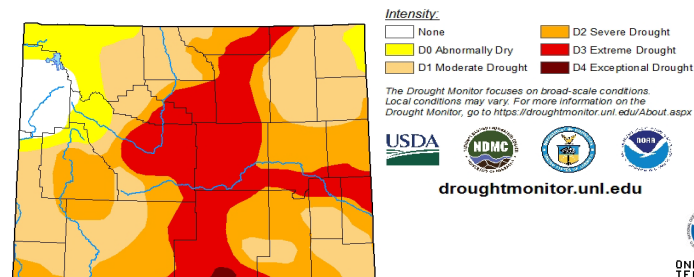 Intensity:
None
D0 Abnormally Dry
D1 Moderate Drought
D2 Severe Drought
D3 Extreme Drought
D4 Exceptional Drought
The Drought Monitor focuses on broad-scale conditions.
Local conditions may vary. For more information on the
Drought Monitor, go to https://droughtmonitor.unl.edu/About.aspx
USDA
NDMC
NOAA
droughtmonitor.unl.edu